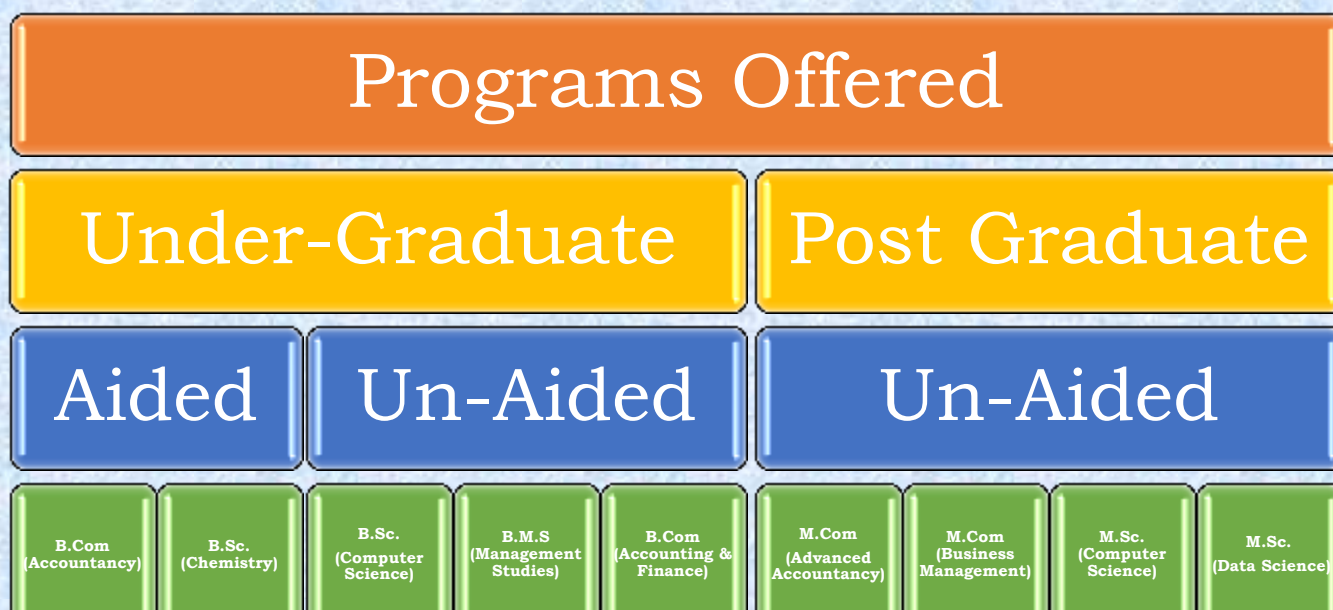 Programs Offered
Under-Graduate
Post Graduate
Aided
Un-Aided
Un-Aided
B.Com
(Accountancy)
B.Sc.
(Chemistry)
B.Sc.
(Computer
Science)
B.M.S
(Management
Studies)
B.Com
(Accounting &
Finance)
M.Com
(Advanced
Accountancy)
M.Com
(Business
Management)
M.Sc.
(Computer
Science)
M.Sc.
(Data Science)